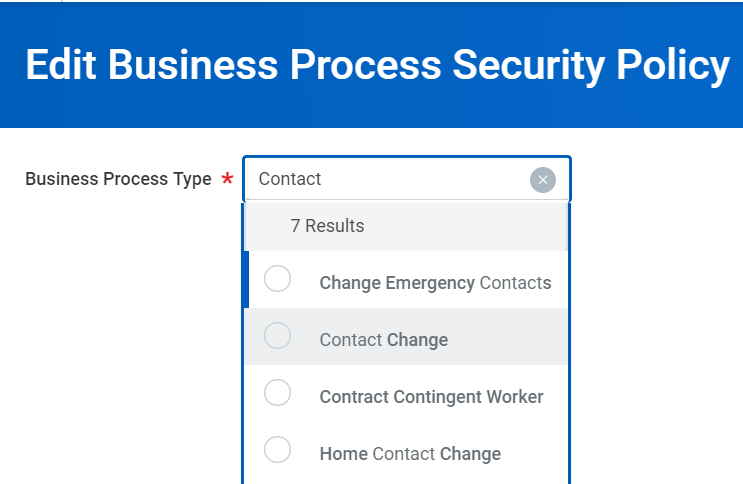 Edit Business Process Security Policy
Business Process Type * Contact
7 Results
Change Emergency Contacts
Contact Change
Contract Contingent Worker
Home Contact Change